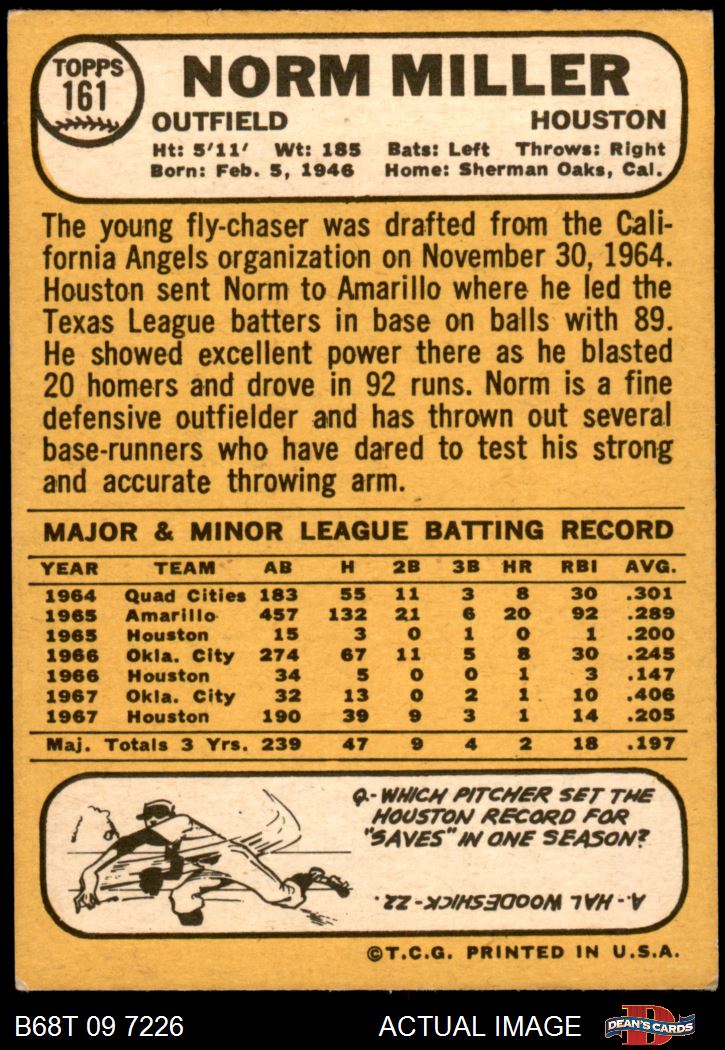 TOPPS
161
NORM MILLER
OUTFIELD HOUSTON
Ht: 5'11' Wt: 185 Bats: Left Throws: Right
Born: Feb. 5, 1946 Home: Sherman Oaks, Cal.
The young fly-chaser was drafted from the Cali-
fornia Angels organization on November 30, 1964.
Houston sent Norm to Amarillo where he led the
Texas League batters in base on balls with 89.
He showed excellent power there as he blasted
20 homers and drove in 92 runs. Norm is a fine
defensive outfielder and has thrown out several
base-runners who have dared to test his strong
and accurate throwing arm.
MAJOR & MINOR LEAGUE BATTING RECORD
YEAR TEAM AB H 2B 3B HR RBI AVG.
1964 Quad Cities 183 55 11 3 8 30 .301
1965 Amarillo 457 132 21 6 20 92 .289
1965 Houston 15 3 0 1 0 1 .200
1966 Okla. City 274 67 11 5 8 30 .245
1966 Houston 34 5 0 0 1 3 .147
1967 Okla. City 32 13 0 2 1 10 .406
1967 Houston 190 39 9 3 1 14 .205
Maj. Totals 3 Yrs. 239 47 9 4 2 18 .197
Q-WHICH PITCHER SET THE
HOUSTON RECORD FOR
"SAVES" IN ONE SEASON?
A-HAL WOODESHICK-22.
©T.C.G. PRINTED IN U.S.A.
B68T 09 7226 ACTUAL IMAGE
D
DEAN'S CARDS